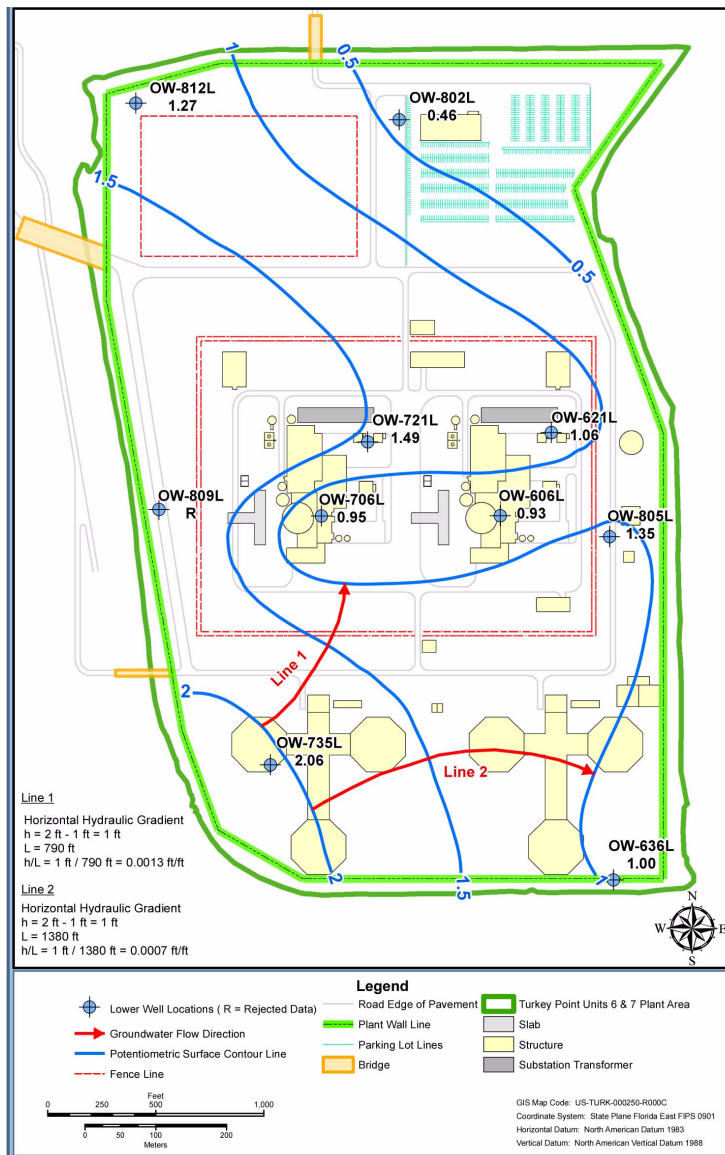 1
0.5
OW-812L
1.27
OW-802L
0.46
1.5
0.5
OW-721L
1.49
OW-621L
1.06
OW-809L
R
OW-706L
0.95
OW-606L
0.93
OW-805L
1.35
Line 1
2
OW-735L
2.06
Line 2
OW-636L
1.00
2
1.5
1
Line 1
Horizontal Hydraulic Gradient
h = 2 ft - 1 ft = 1 ft
L = 790 ft
h/L = 1 ft / 790 ft = 0.0013 ft/ft
Line 2
Horizontal Hydraulic Gradient
h = 2 ft - 1 ft = 1 ft
L = 1380 ft
h/L = 1 ft / 1380 ft = 0.0007 ft/ft
N
W E
S
Legend
Lower Well Locations ( R = Rejected Data)
Groundwater Flow Direction
Potentiometric Surface Contour Line
Fence Line
Road Edge of Pavement
Plant Wall Line
Parking Lot Lines
Bridge
Turkey Point Units 6 & 7 Plant Area
Slab
Structure
Substation Transformer
Feet
0 250 500 1,000
0 50 100 200
Meters
GIS Map Code: US-TURK-000250-R000C
Coordinate System: State Plane Florida East FIPS 0901
Horizontal Datum: North American Datum 1983
Vertical Datum: North American Vertical Datum 1988